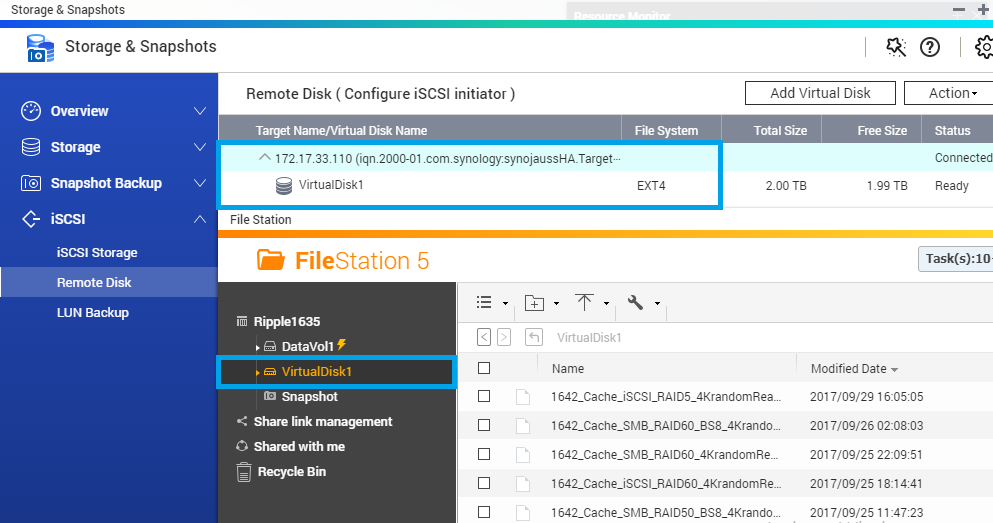 Storage & Snapshots
Resource Monitor
Storage & Snapshots
Overview
Storage
Snapshot Backup
iSCSI
iSCSI Storage
Remote Disk
LUN Backup
Remote Disk ( Configure iSCSI initiator )
Add Virtual Disk
Action
Target Name/Virtual Disk Name File System Total Size Free Size Status
172.17.33.110 (iqn.2000-01.com.synology:synojaussHA.Target··· Connected
VirtualDisk1 EXT4 2.00 TB 1.99 TB Ready
File Station
FileStation 5
Task(s):10+
Ripple1635
DataVol1
VirtualDisk1
Snapshot
Share link management
Shared with me
Recycle Bin
VirtualDisk1
Name Modified Date
1642_Cache_iSCSI_RAID5_4KrandomRea... 2017/09/29 16:05:05
1642_Cache_SMB_RAID60_BS8_4Krando... 2017/09/26 02:08:03
1642_Cache_SMB_RAID60_4KrandomRe... 2017/09/25 22:09:51
1642_Cache_iSCSI_RAID60_4KrandomRe... 2017/09/25 18:14:41
1642_Cache_SMB_RAID50_BS8_4Krando... 2017/09/25 11:47:23